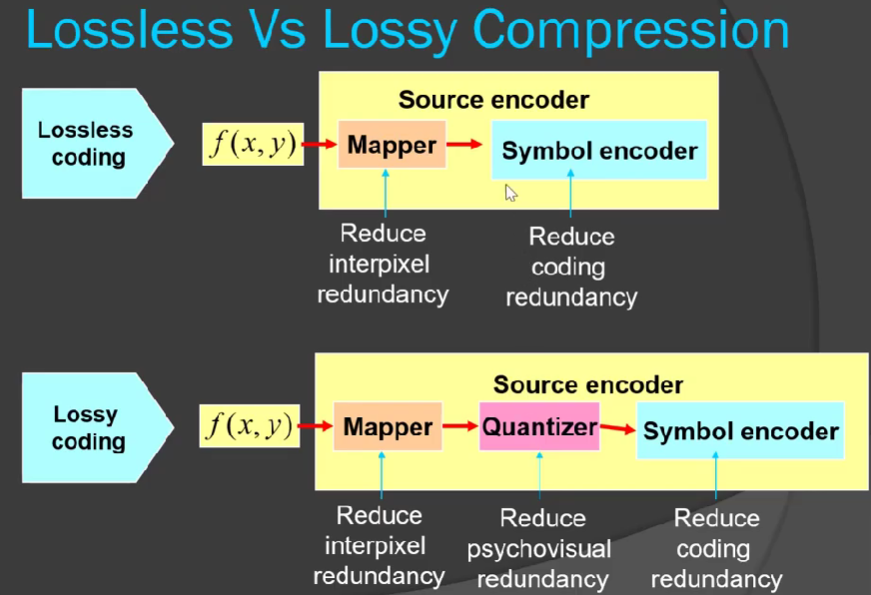 Lossless Vs Lossy Compression
Source encoder
Lossless
coding
f(x, y)
Mapper
Symbol encoder
Reduce
interpixel
redundancy
Reduce
coding
redundancy
Source encoder
Lossy
coding
f(x, y)
Mapper
Quantizer
Symbol encoder
Reduce
interpixel
redundancy
Reduce
psychovisual
redundancy
Reduce
coding
redundancy